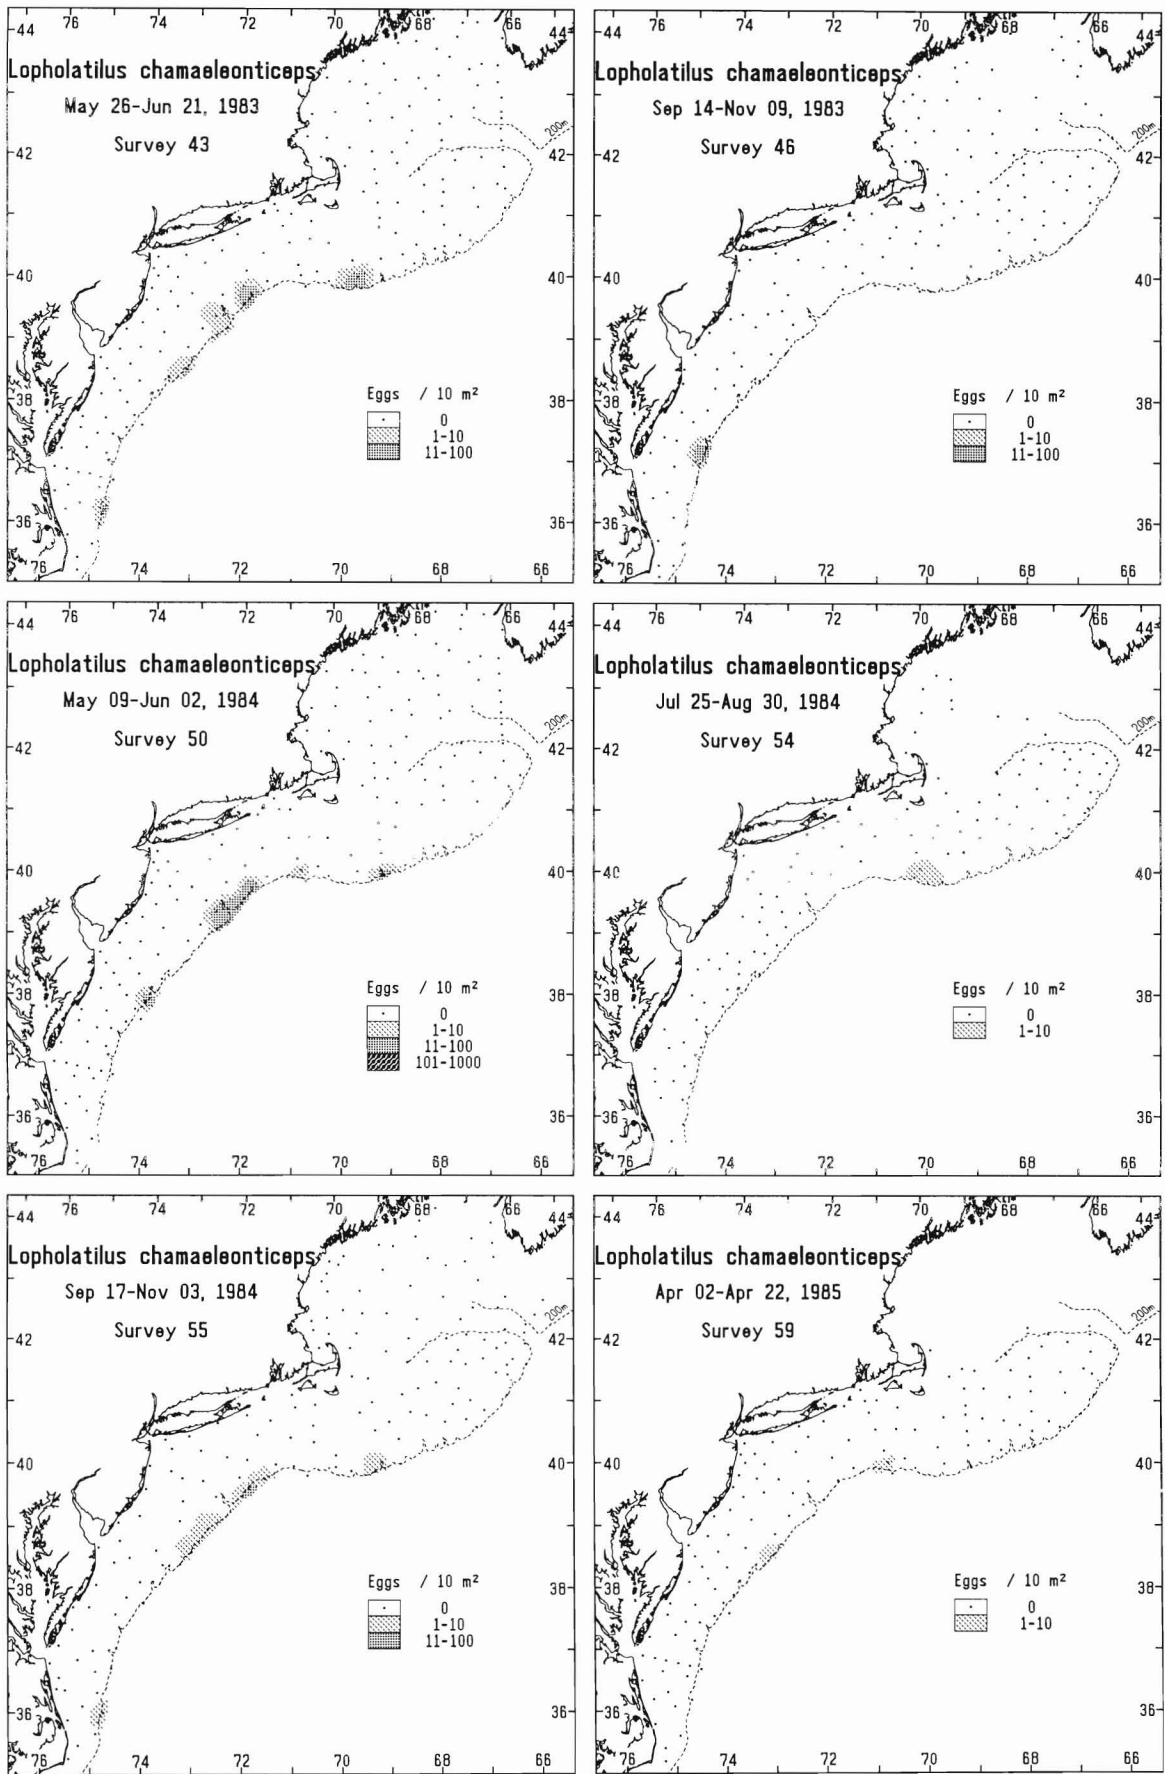 76 74 72 70 68 66
44 44
Lopholatilus chamaeleonticeps
May 26-Jun 21, 1983
Survey 43
200m
42 42
40 40
Eggs / 10 m²
38 38
0
1-10
11-100
36 36
76 74 72 70 68 66
76 74 72 70 68 66
44 44
Lopholatilus chamaeleonticeps
Sep 14-Nov 09, 1983
Survey 46
200m
42 42
40 40
Eggs / 10 m²
38 38
0
1-10
11-100
36 36
76 74 72 70 68 66
76 74 72 70 68 66
44 44
Lopholatilus chamaeleonticeps
May 09-Jun 02, 1984
Survey 50
200m
42 42
40 40
Eggs / 10 m²
38 38
0
1-10
11-100
101-1000
36 36
76 74 72 70 68 66
76 74 72 70 68 66
44 44
Lopholatilus chamaeleonticeps
Jul 25-Aug 30, 1984
Survey 54
200m
42 42
40 40
Eggs / 10 m²
38 38
0
1-10
36 36
76 74 72 70 68 66
76 74 72 70 68 66
44 44
Lopholatilus chamaeleonticeps
Sep 17-Nov 03, 1984
Survey 55
200m
42 42
40 40
Eggs / 10 m²
38 38
0
1-10
11-100
36 36
76 74 72 70 68 66
76 74 72 70 68 66
44 44
Lopholatilus chamaeleonticeps
Apr 02-Apr 22, 1985
Survey 59
200m
42 42
40 40
Eggs / 10 m²
38 38
0
1-10
36 36
76 74 72 70 68 66